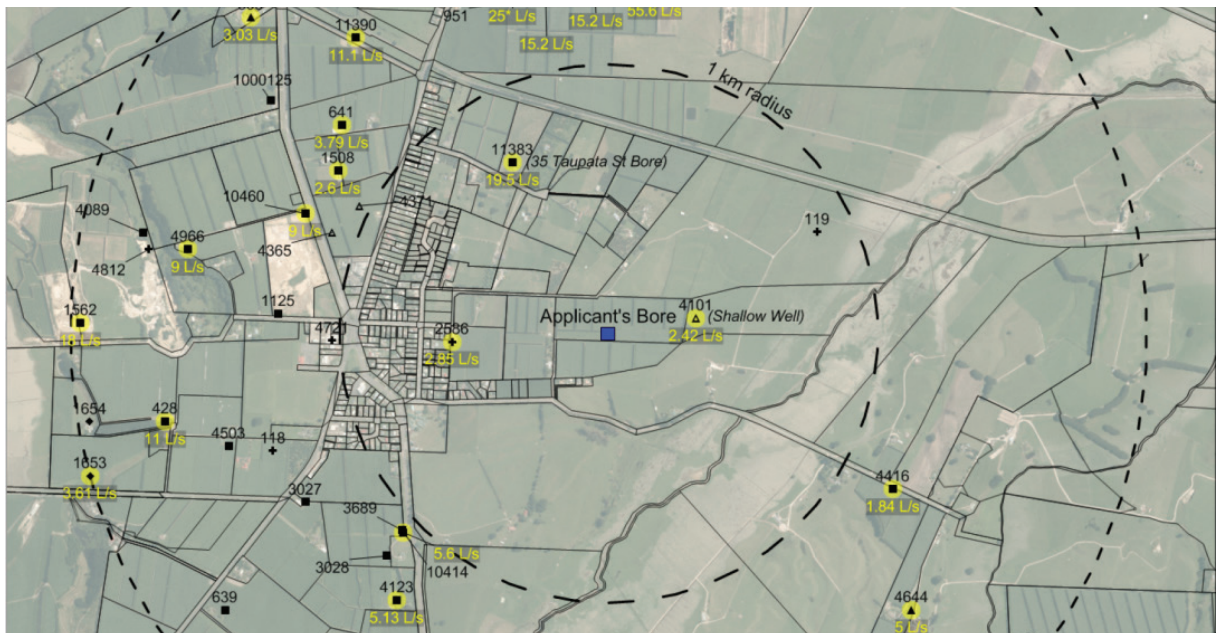 951
25* L/s
15.2 L/s
55.6 L/s
3.03 L/s
11390
11.1 L/s
15.2 L/s
1 km radius
1000125
641
3.79 L/s
1508
2.6 L/s
11383
(35 Taupata St Bore)
19.5 L/s
10460
9 L/s
4371
4089
4966
9 L/s
4812
4365
119
1562
18 L/s
1125
4721
2586
2.85 L/s
Applicant's Bore
4101
(Shallow Well)
2.42 L/s
1654
428
11 L/s
4503
118
1653
3.61 L/s
3027
3689
5.6 L/s
3028
10414
4416
1.84 L/s
639
4123
5.13 L/s
4644
5 L/s